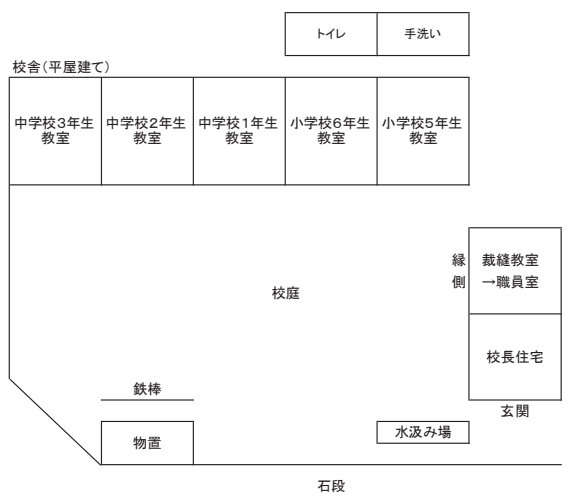 トイレ
手洗い
校舎（平屋建て）
中学校3年生
教室
中学校2年生
教室
中学校1年生
教室
小学校6年生
教室
小学校5年生
教室
縁側
裁縫教室
→職員室
校庭
校長住宅
鉄棒
玄関
物置
水汲み場
石段